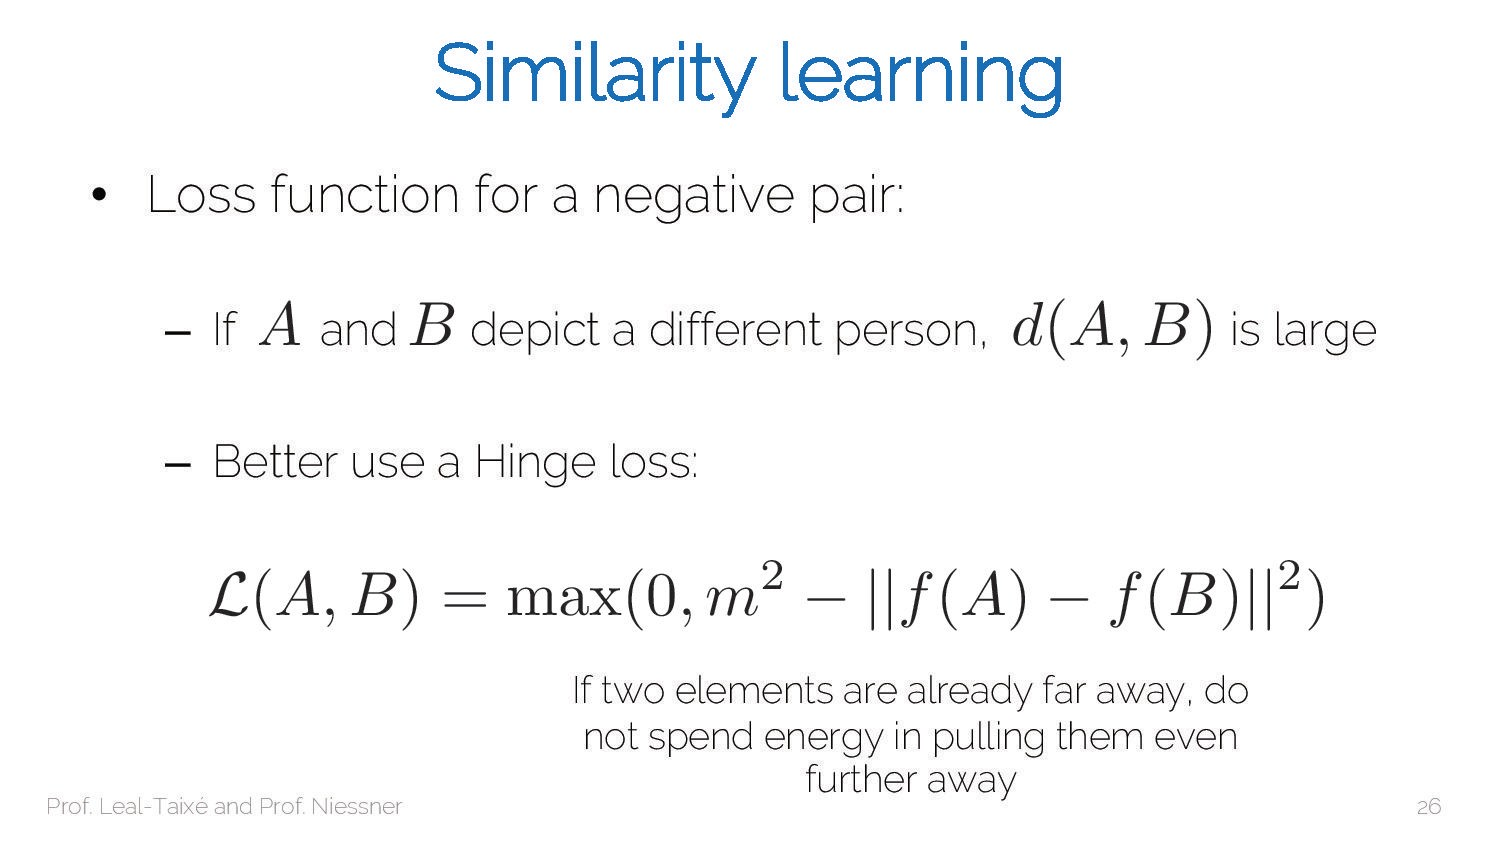 Similarity learning
• Loss function for a negative pair:
– If A and B depict a different person, d(A, B) is large
– Better use a Hinge loss:
ℒ(A, B) = max(0, m² − ||f(A) − f(B)||²)
If two elements are already far away, do
not spend energy in pulling them even
further away
Prof. Leal-Taixé and Prof. Niessner
26